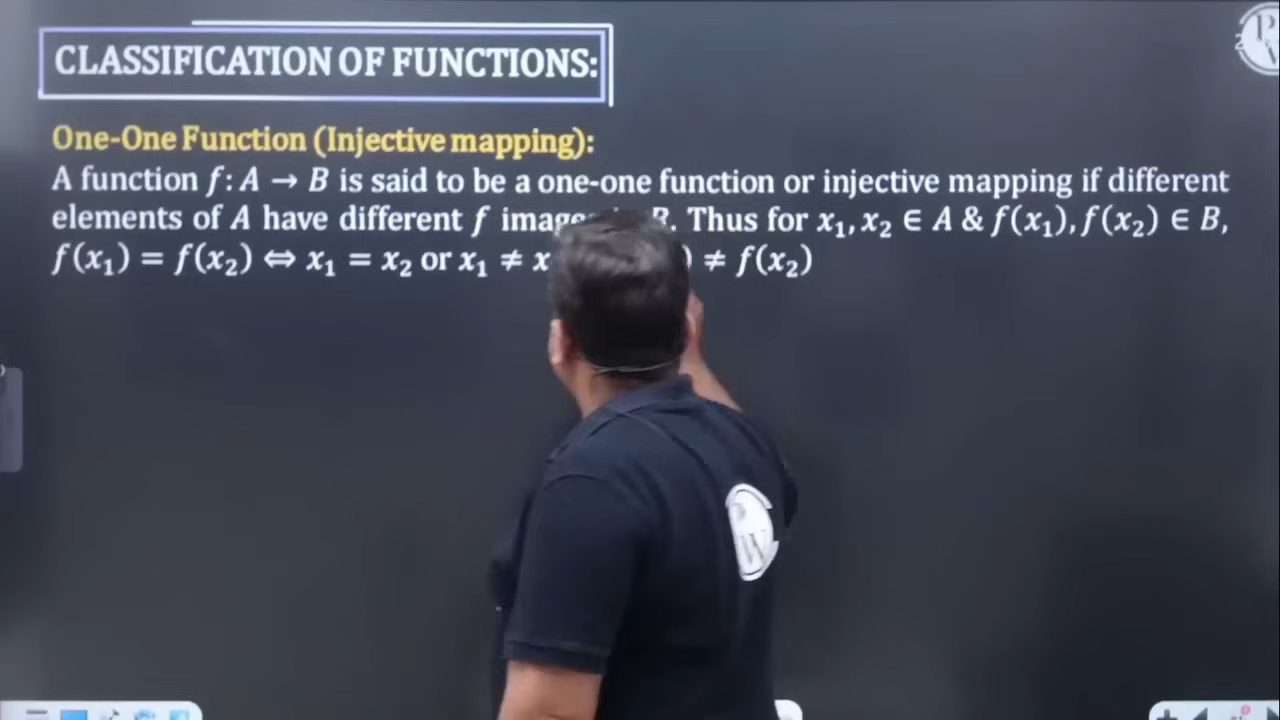 CLASSIFICATION OF FUNCTIONS:
One-One Function (Injective mapping):
A function f: A → B is said to be a one-one function or injective mapping if different
elements of A have different f B. Thus for x₁, x₂ ∈ A & f(x₁), f(x₂) ∈ B,
f(x₁) = f(x₂) ⇔ x₁ = x₂ or x₁ ≠ x ) ≠ f(x₂)
PW